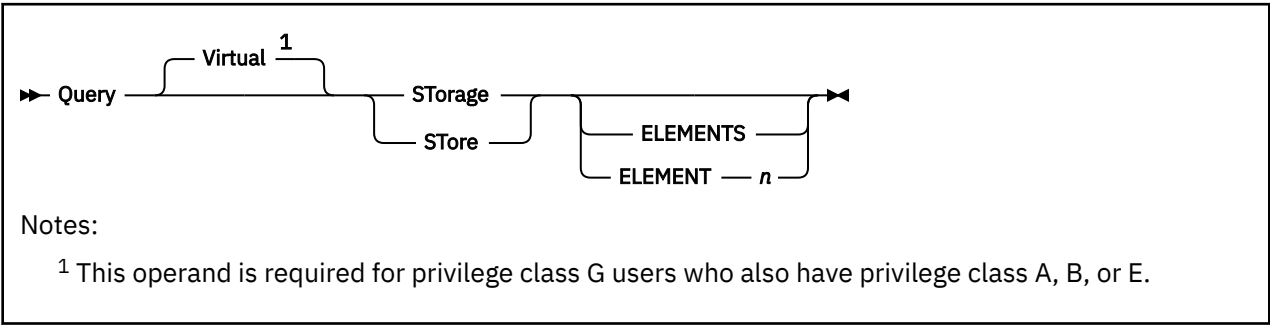 Virtual 1
Query STorage
STore ELEMENTS
ELEMENT n
Notes:
1 This operand is required for privilege class G users who also have privilege class A, B, or E.